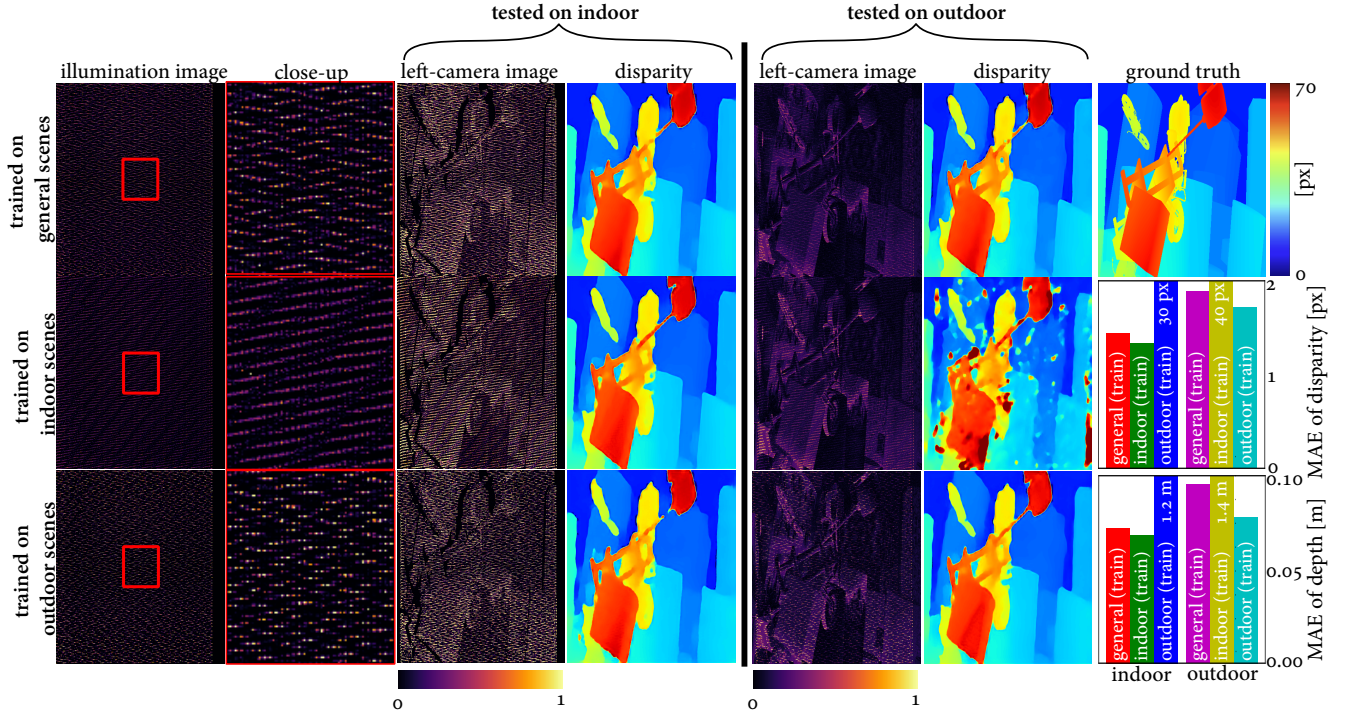 tested on indoor
tested on outdoor
illumination image
close-up
left-camera image
disparity
left-camera image
disparity
ground truth
trained on
general scenes
70
[px]
0
trained on
indoor scenes
general (train)
indoor (train)
outdoor (train)
30 px
general (train)
indoor (train)
40 px
outdoor (train)
2
1
0
MAE of disparity [px]
trained on
outdoor scenes
general (train)
indoor (train)
outdoor (train)
1.2 m
general (train)
indoor (train)
1.4 m
outdoor (train)
0.10
0.05
0.00
MAE of depth [m]
indoor
outdoor
0
1
0
1